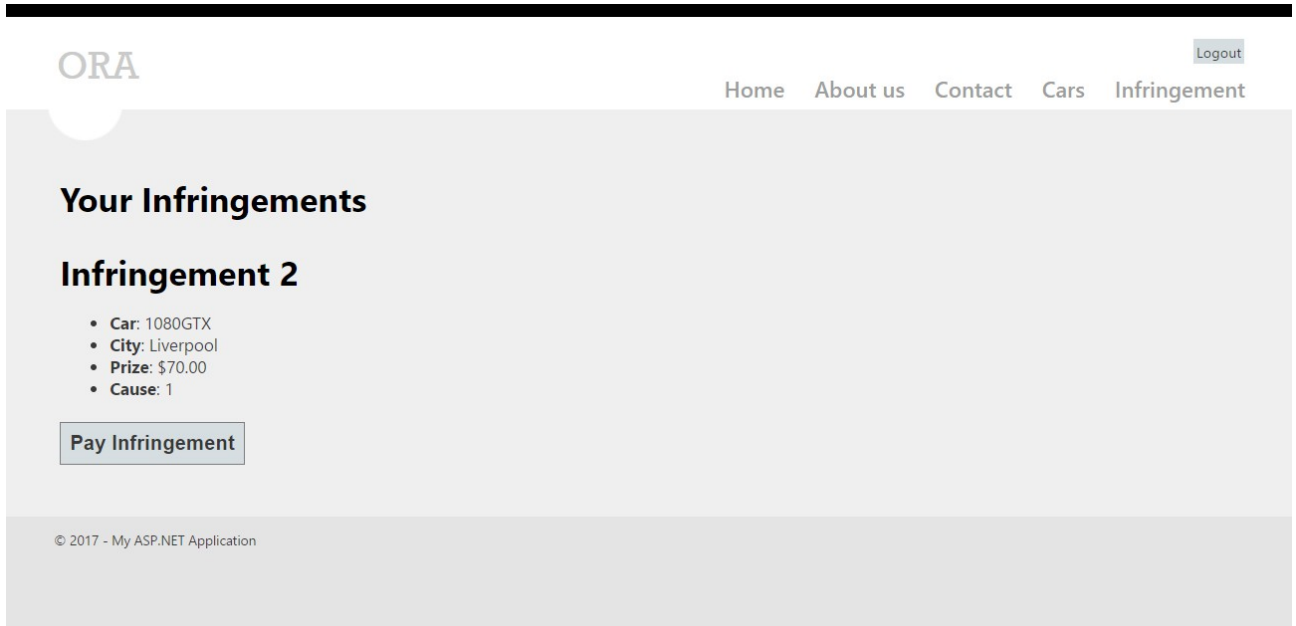 ORA
Logout
Home About us Contact Cars Infringement
Your Infringements
Infringement 2
Car: 1080GTX
City: Liverpool
Prize: $70.00
Cause: 1
Pay Infringement
© 2017 - My ASP.NET Application